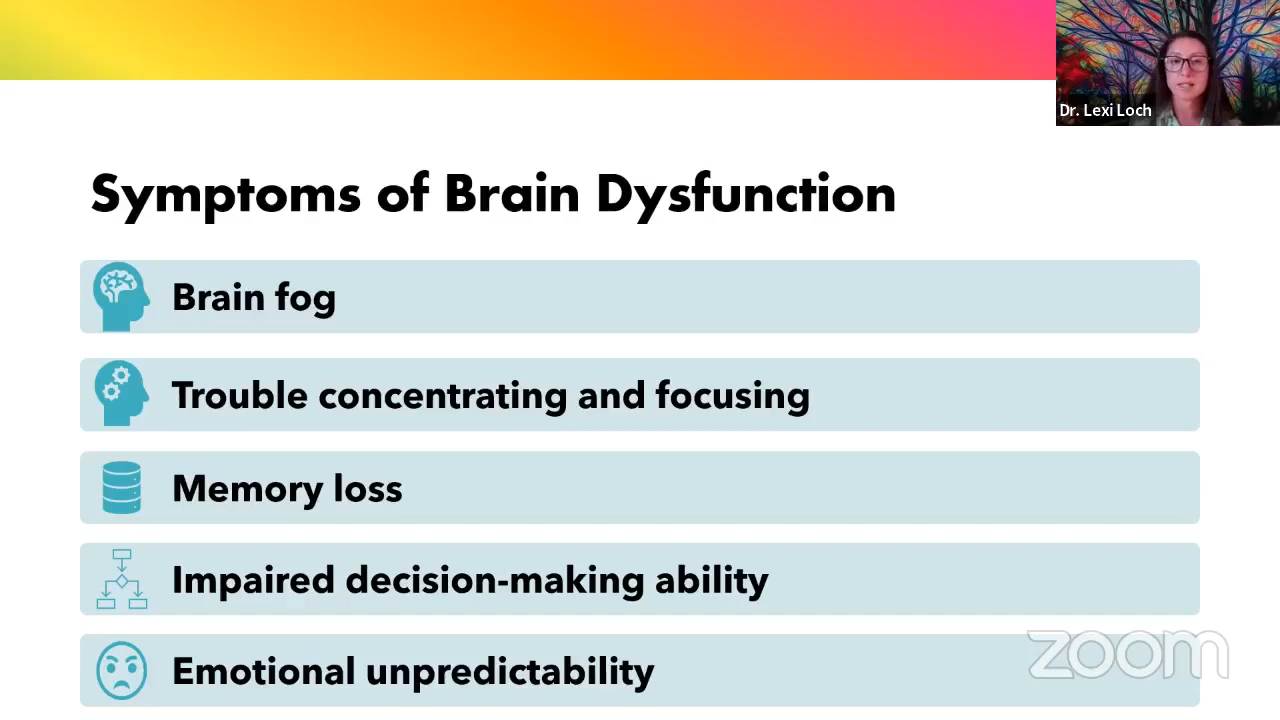 Dr. Lexi Loch
Symptoms of Brain Dysfunction
Brain fog
Trouble concentrating and focusing
Memory loss
Impaired decision-making ability
Emotional unpredictability
zoom